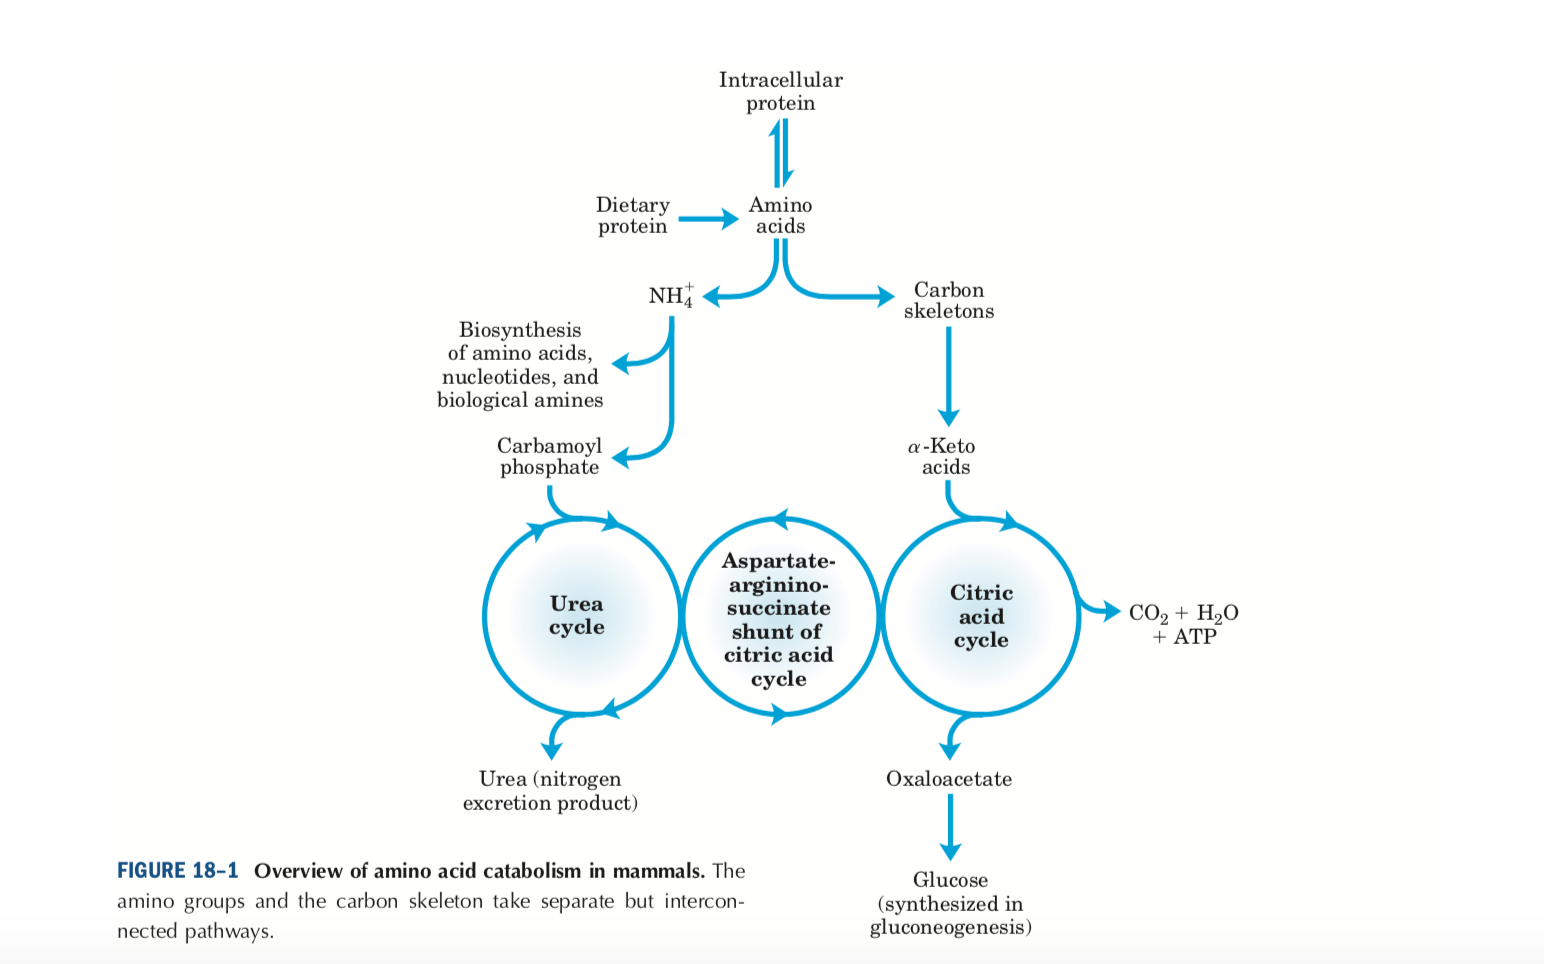 Intracellular
protein
Dietary
protein
Amino
acids
NH₄⁺
Carbon
skeletons
Biosynthesis
of amino acids,
nucleotides, and
biological amines
Carbamoyl
phosphate
α-Keto
acids
Urea
cycle
Aspartate-
arginino-
succinate
shunt of
citric acid
cycle
Citric
acid
cycle
CO₂ + H₂O
+ ATP
Urea (nitrogen
excretion product)
Oxaloacetate
Glucose
(synthesized in
gluconeogenesis)
FIGURE 18–1 Overview of amino acid catabolism in mammals. The
amino groups and the carbon skeleton take separate but intercon-
nected pathways.